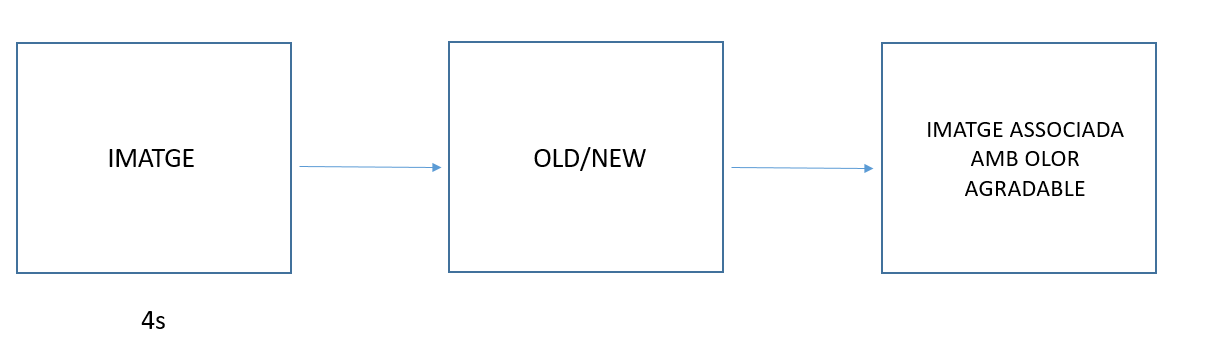 IMATGE
OLD/NEW
IMATGE ASSOCIADA
AMB OLOR
AGRADABLE
4s